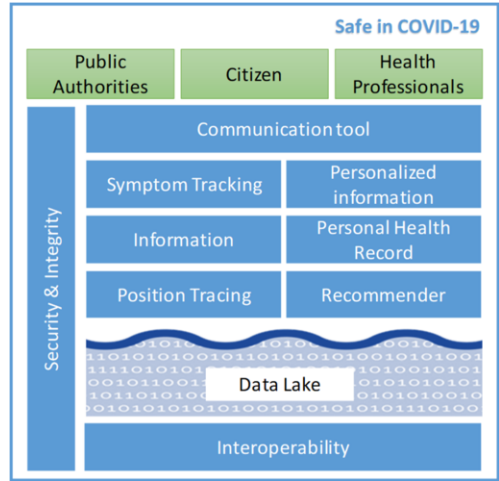 Safe in COVID-19
Public
Authorities
Citizen
Health
Professionals
Security & Integrity
Communication tool
Symptom Tracking
Personalized
information
Information
Personal Health
Record
Position Tracing
Recommender
Data Lake
Interoperability